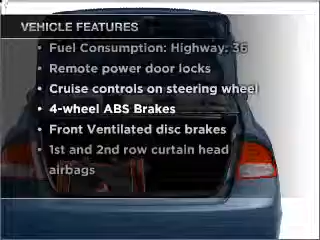 VEHICLE FEATURES
• Fuel Consumption: Highway: 36
• Remote power door locks
• Cruise controls on steering wheel
• 4-wheel ABS Brakes
• Front Ventilated disc brakes
• 1st and 2nd row curtain head
airbags